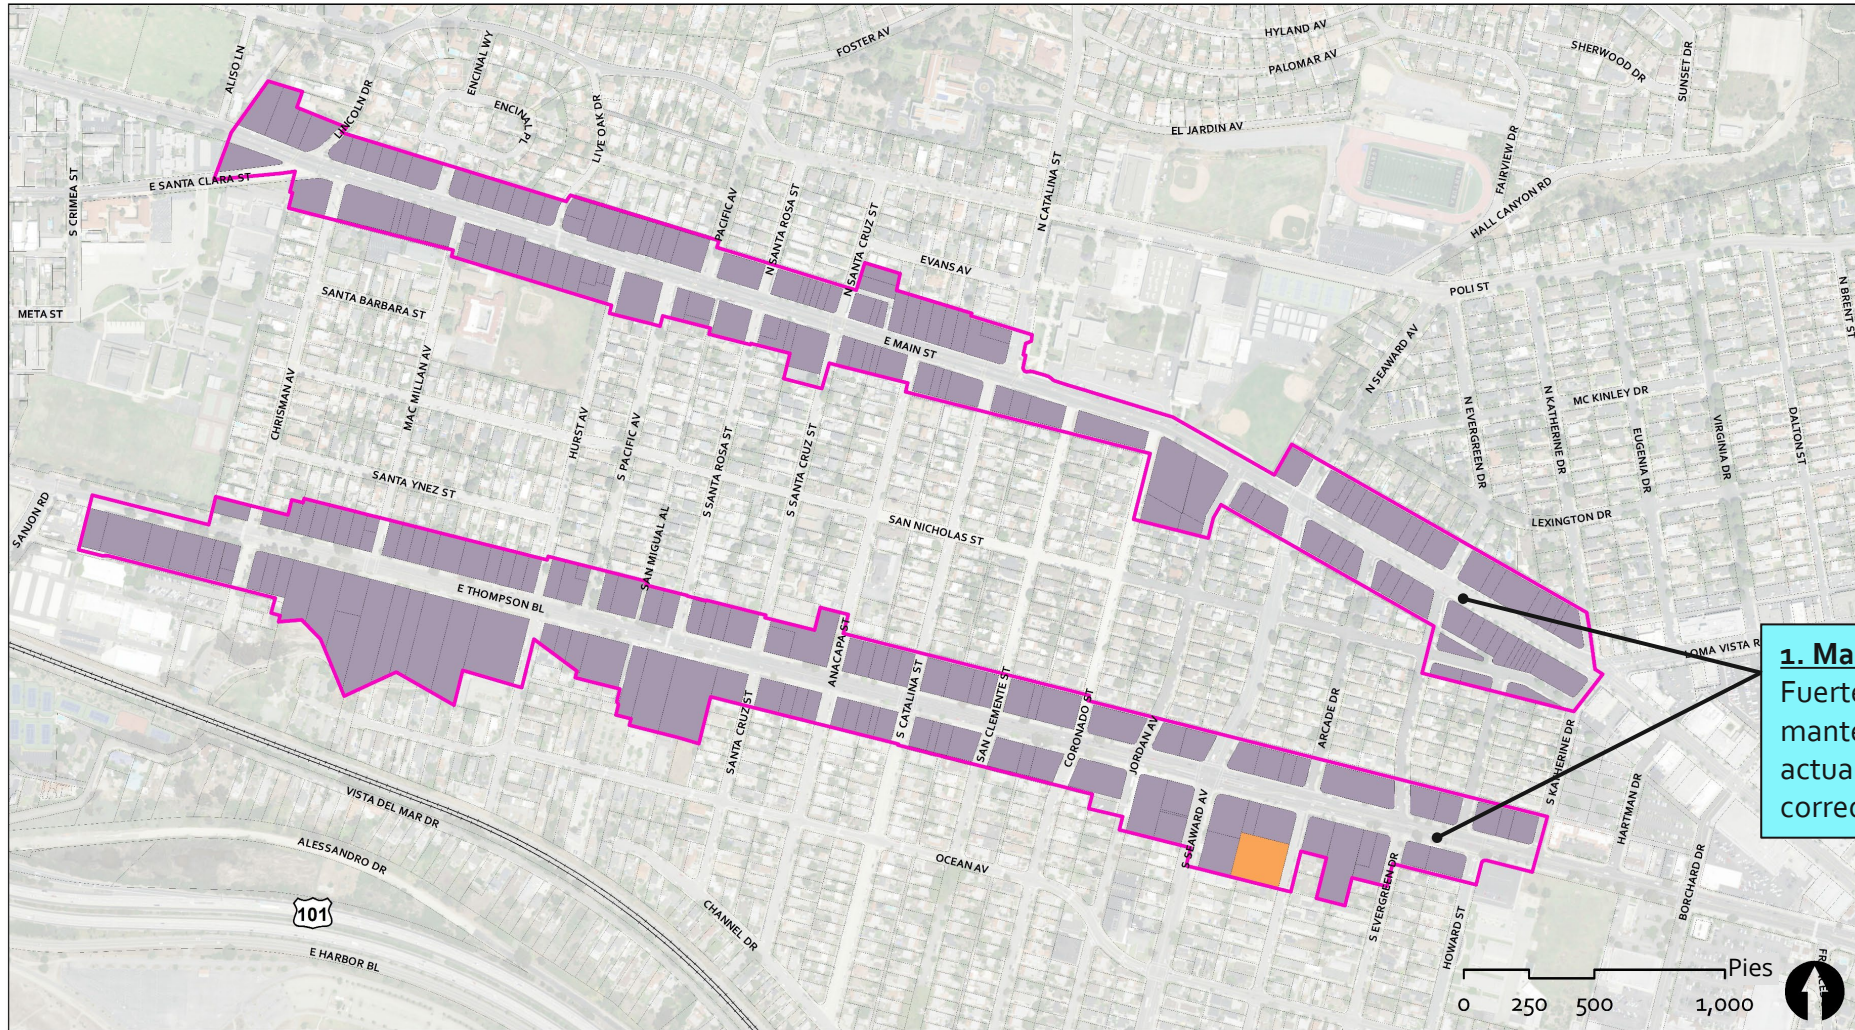 HYLAND AV
FOSTER AV
SHERWOOD DR
SUNSET DR
PALOMAR AV
ENCINAL WY
ALISO LN
LINCOLN DR
ENCINAL PL
LIVE OAK DR
EL JARDIN AV
FAIRVIEW DR
HALL CANYON RD
N CATALINA ST
S CRIMEA ST
E SANTA CLARA ST
PACIFIC AV
N SANTA ROSA ST
N SANTA CRUZ ST
EVANS AV
POLI ST
N BRENT ST
META ST
SANTA BARBARA ST
E MAIN ST
N SEAWARD AV
CHRISMAN AV
MAC MILLAN AV
HURST AV
S PACIFIC AV
S SANTA ROSA ST
S SANTA CRUZ ST
N EVERGREEN DR
N KATHERINE DR
MC KINLEY DR
EUGENIA DR
VIRGINIA DR
DALTON ST
SANTA YNEZ ST
SANJON RD
SAN MIGUAL AL
SAN NICHOLAS ST
LEXINGTON DR
E THOMPSON BL
ANACAPA ST
S CATALINA ST
SAN CLEMENTE ST
CORONADO ST
JORDAN AV
ARCADE DR
LOMA VISTA R
1. Ma
Fuerte
mante
actua
corred
SANTA CRUZ ST
S KATHERINE DR
HARTMAN DR
VISTA DEL MAR DR
S SEAWARD AV
ALESSANDRO DR
OCEAN AV
S EVERGREEN DR
BORCHARD DR
CHANNEL DR
HOWARD ST
101
E HARBOR BL
Pies
0 250 500 1,000